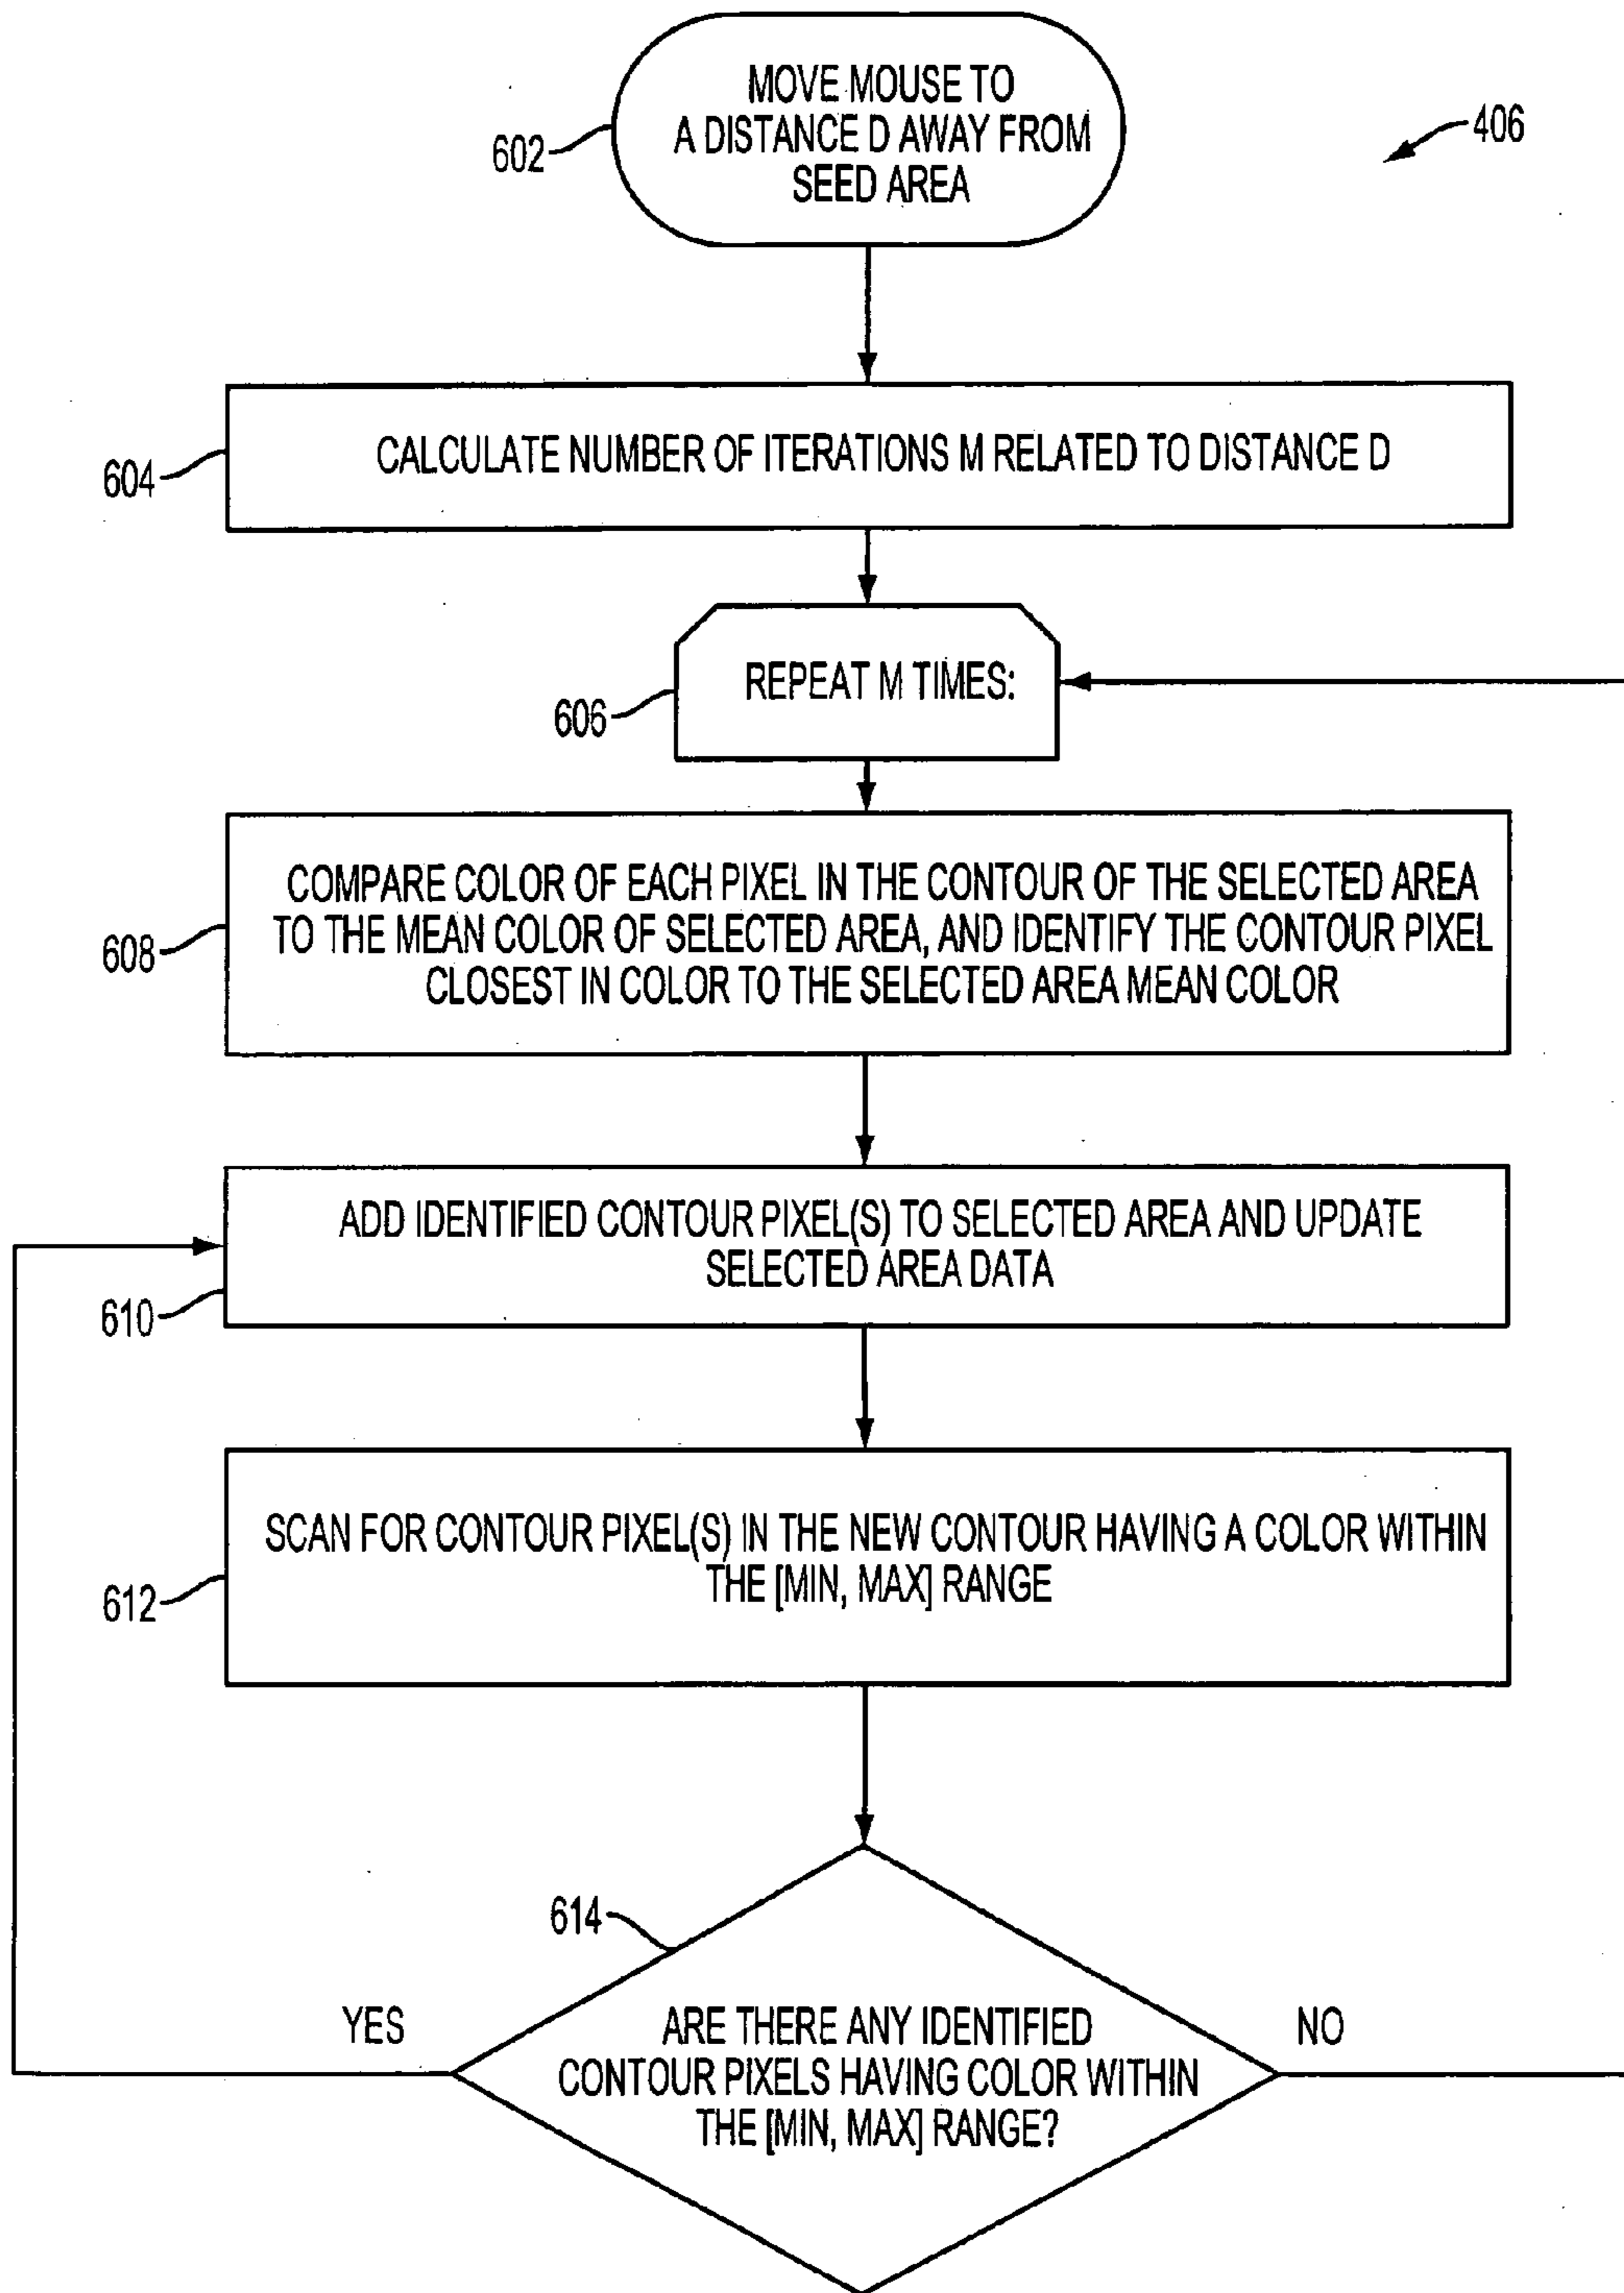 MOVE MOUSE TO
A DISTANCE D AWAY FROM
SEED AREA
602
406
CALCULATE NUMBER OF ITERATIONS M RELATED TO DISTANCE D
604
REPEAT M TIMES:
606
COMPARE COLOR OF EACH PIXEL IN THE CONTOUR OF THE SELECTED AREA
TO THE MEAN COLOR OF SELECTED AREA, AND IDENTIFY THE CONTOUR PIXEL
CLOSEST IN COLOR TO THE SELECTED AREA MEAN COLOR
608
ADD IDENTIFIED CONTOUR PIXEL(S) TO SELECTED AREA AND UPDATE
SELECTED AREA DATA
610
SCAN FOR CONTOUR PIXEL(S) IN THE NEW CONTOUR HAVING A COLOR WITHIN
THE [MIN, MAX] RANGE
612
614
YES
ARE THERE ANY IDENTIFIED
CONTOUR PIXELS HAVING COLOR WITHIN
THE [MIN, MAX] RANGE?
NO